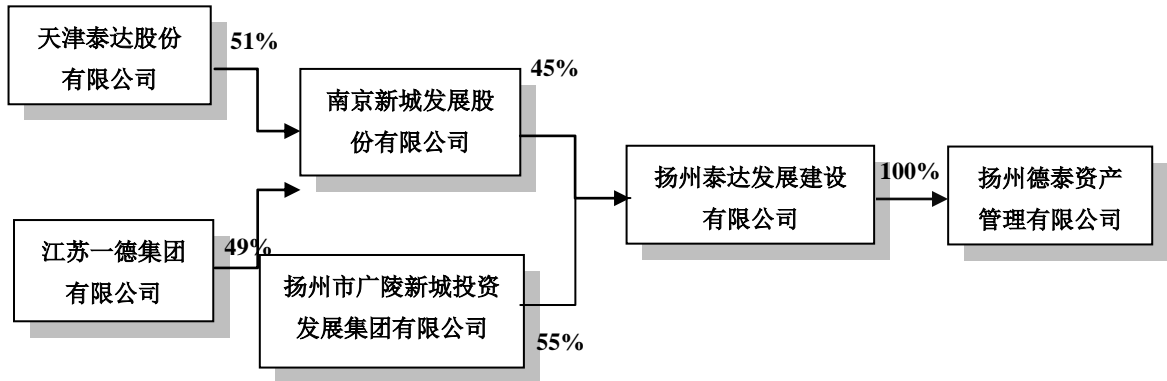 天津泰达股份
有限公司
51%
南京新城发展股
份有限公司
45%
江苏一德集团
有限公司
49%
扬州市广陵新城投资
发展集团有限公司
55%
扬州泰达发展建设
有限公司
100%
扬州德泰资产
管理有限公司